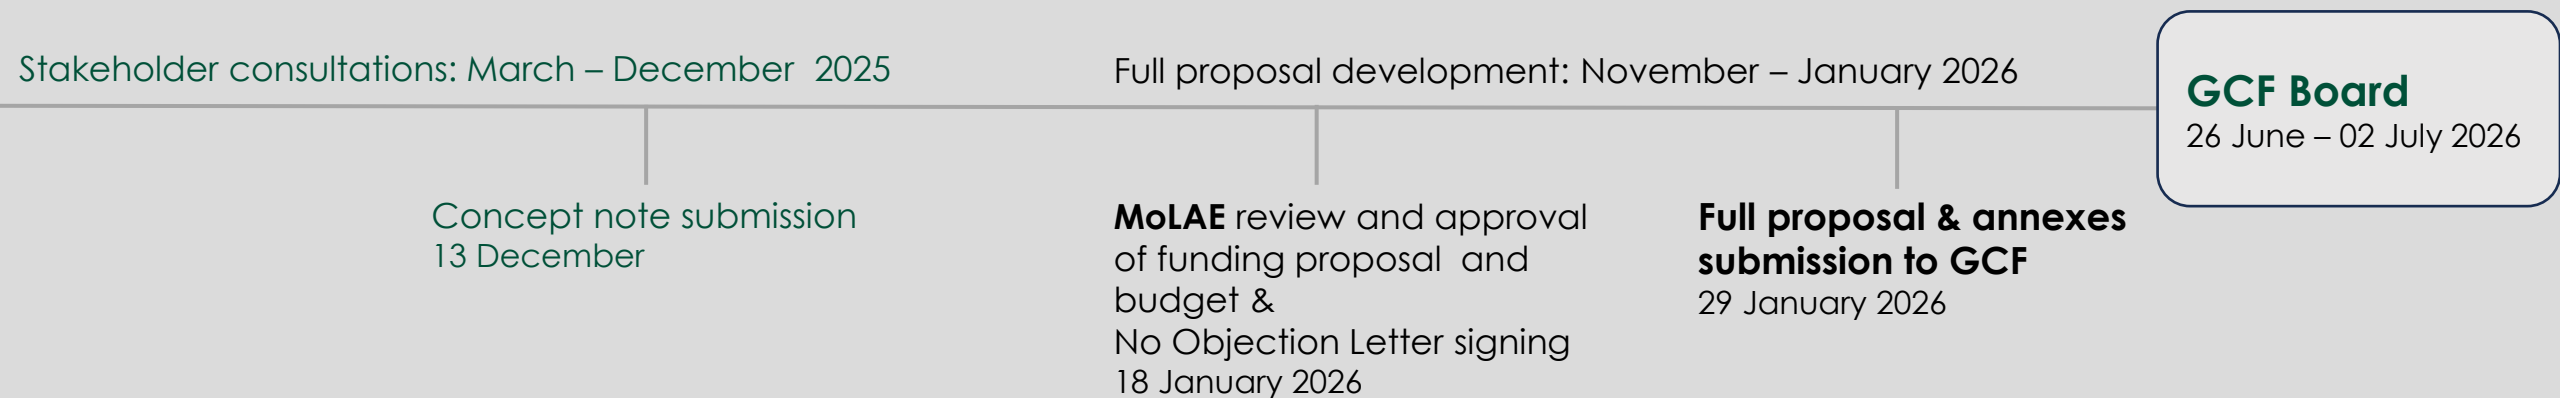 Stakeholder consultations: March – December  2025
Full proposal development: November – January 2026
GCF Board
26 June – 02 July 2026
Concept note submission
13 December
MoLAE review and approval
of funding proposal  and
budget &
No Objection Letter signing
18 January 2026
Full proposal & annexes
submission to GCF
29 January 2026